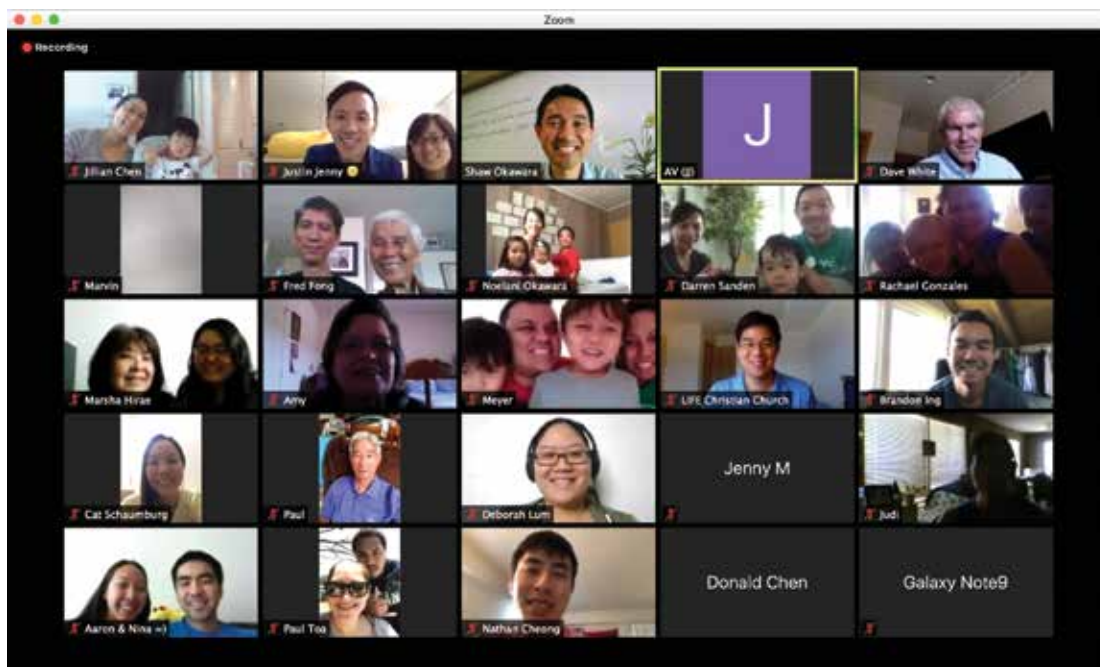 Zoom
Recording
Jillian Chen
Justin Jenny
Shaw Okawara
J
AV
Dave White
Marvin
Fred Fong
Noelani Okawara
Darren Sanden
Rachael Gonzales
Marsha Hirae
Amy
Meyer
LIFE Christian Church
Brandon Ing
Cat Schaumburg
Paul
Deborah Lum
Jenny M
Judi
Aaron & Nina =)
Paul Toa
Nathan Cheong
Donald Chen
Galaxy Note9